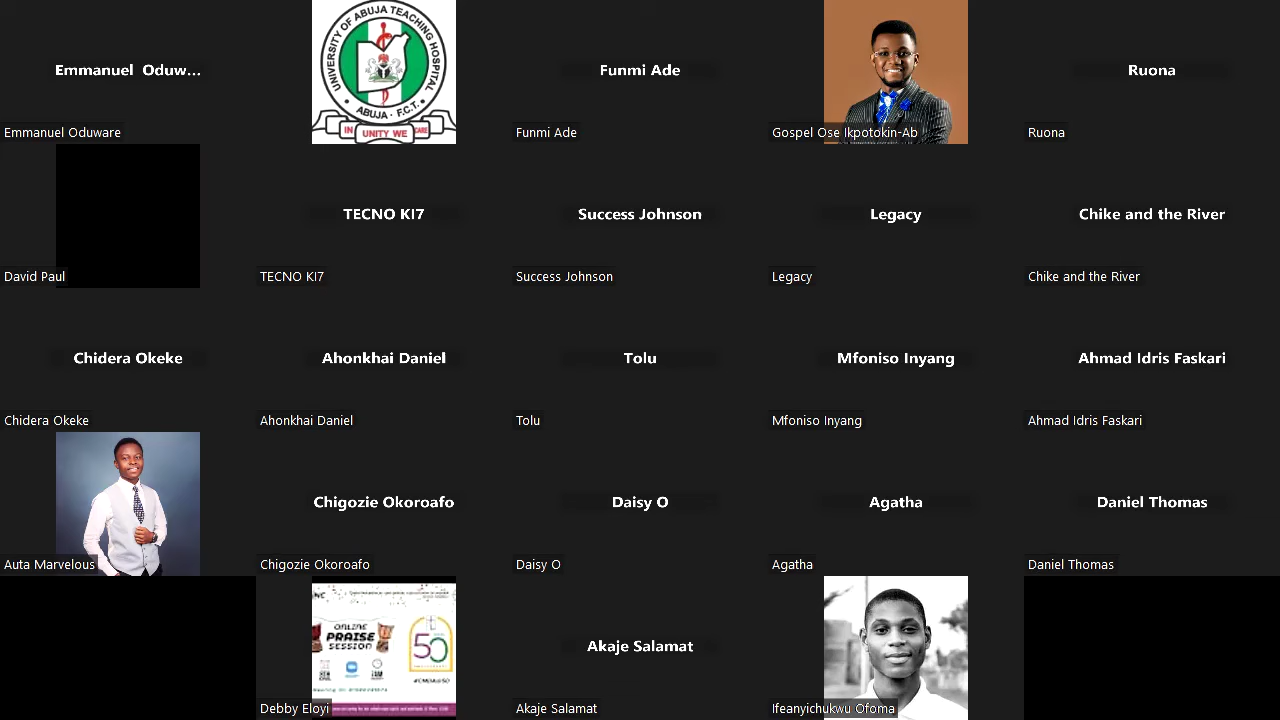 Emmanuel Oduw...
Emmanuel Oduware
UNIVERSITY OF ABUJA TEACHING HOSPITAL
ABUJA - F.C.T.
IN UNITY WE CARE
Funmi Ade
Funmi Ade
Gospel Ose Ikpotokin-Ab
Ruona
Ruona
David Paul
TECNO KI7
TECNO KI7
Success Johnson
Success Johnson
Legacy
Legacy
Chike and the River
Chike and the River
Chidera Okeke
Chidera Okeke
Ahonkhai Daniel
Ahonkhai Daniel
Tolu
Tolu
Mfoniso Inyang
Mfoniso Inyang
Ahmad Idris Faskari
Ahmad Idris Faskari
Auta Marvelous
Chigozie Okoroafo
Chigozie Okoroafo
Daisy O
Daisy O
Agatha
Agatha
Daniel Thomas
Daniel Thomas
ONLINE
PRAISE
SESSION
50
Debby Eloyi
Akaje Salamat
Akaje Salamat
Ifeanyichukwu Ofoma